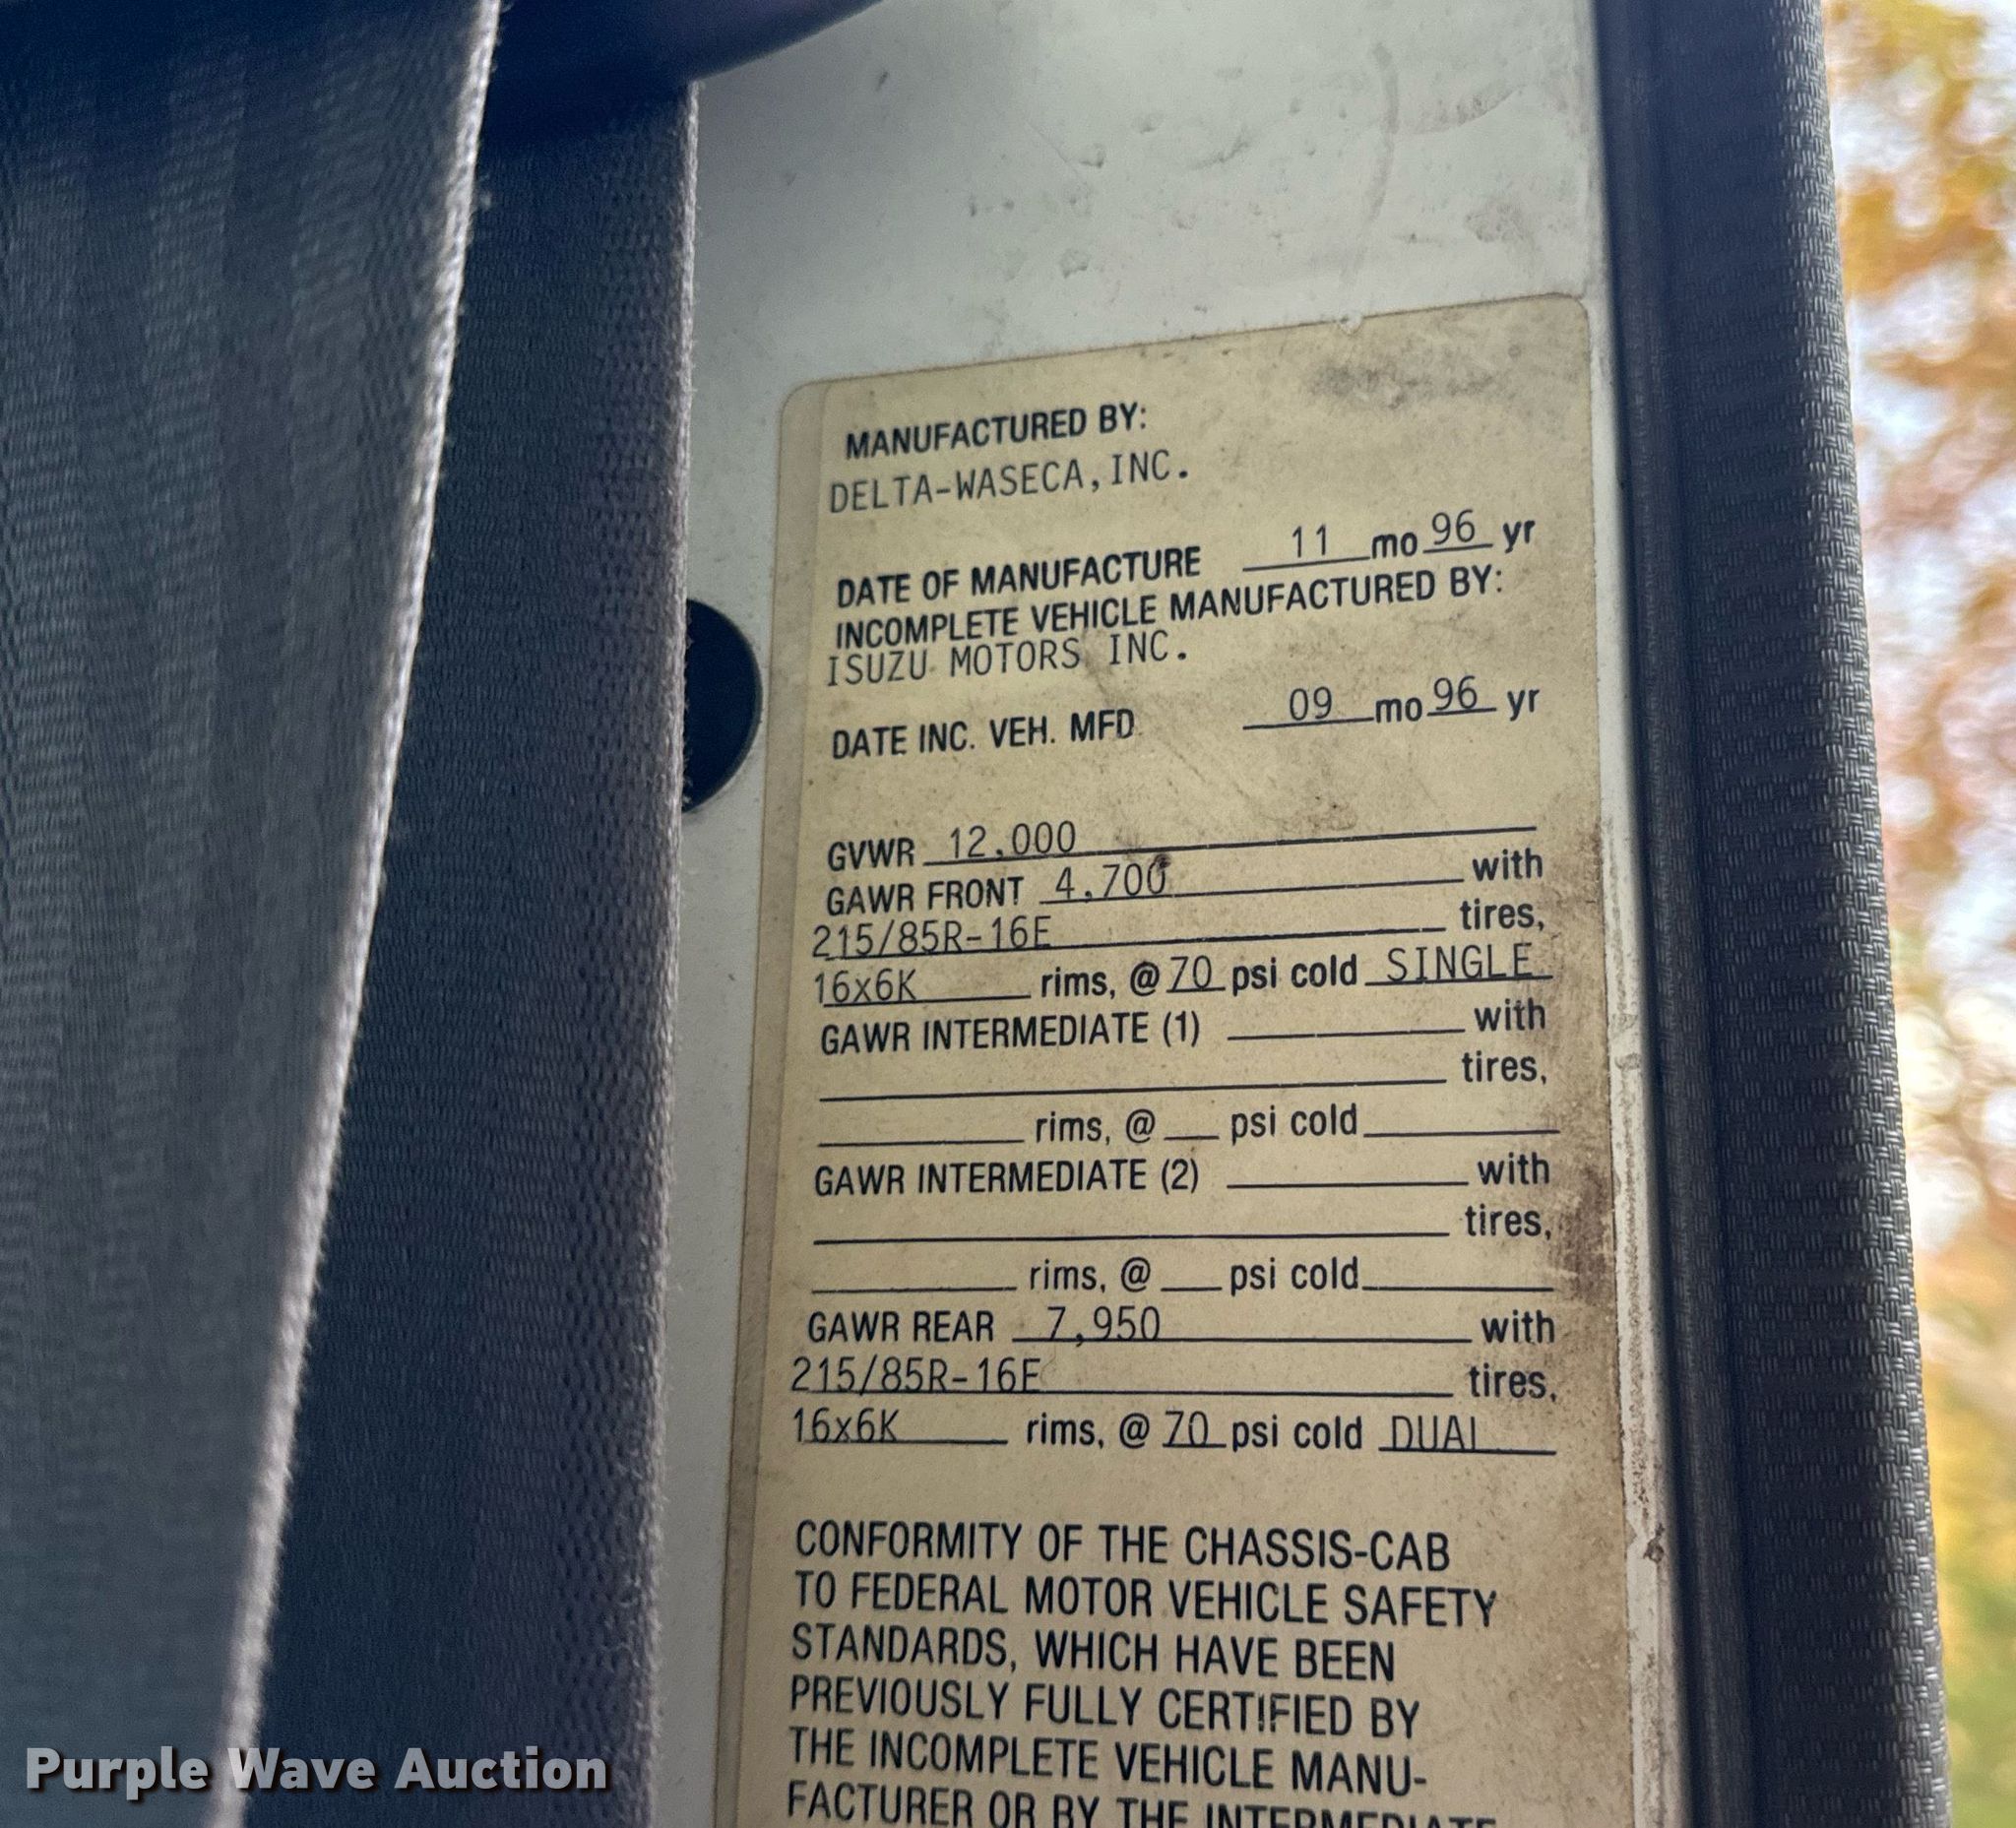 MANUFACTURED BY:
DELTA-WASECA, INC.
DATE OF MANUFACTURE 11 mo 96 yr
INCOMPLETE VEHICLE MANUFACTURED BY:
ISUZU MOTORS INC.
DATE INC. VEH. MFD 09 mo 96 yr
GVWR 12,000
GAWR FRONT 4,700 with
215/85R-16E tires,
16x6K rims, @ 70 psi cold SINGLE
GAWR INTERMEDIATE (1) with
tires,
rims, @ psi cold
GAWR INTERMEDIATE (2) with
tires,
rims, @ psi cold
GAWR REAR 7,950 with
215/85R-16E tires,
16x6K rims, @ 70 psi cold DUAL
CONFORMITY OF THE CHASSIS-CAB
TO FEDERAL MOTOR VEHICLE SAFETY
STANDARDS, WHICH HAVE BEEN
PREVIOUSLY FULLY CERTIFIED BY
THE INCOMPLETE VEHICLE MANU-
FACTURER OR BY THE INTERMEDIATE
Purple Wave Auction